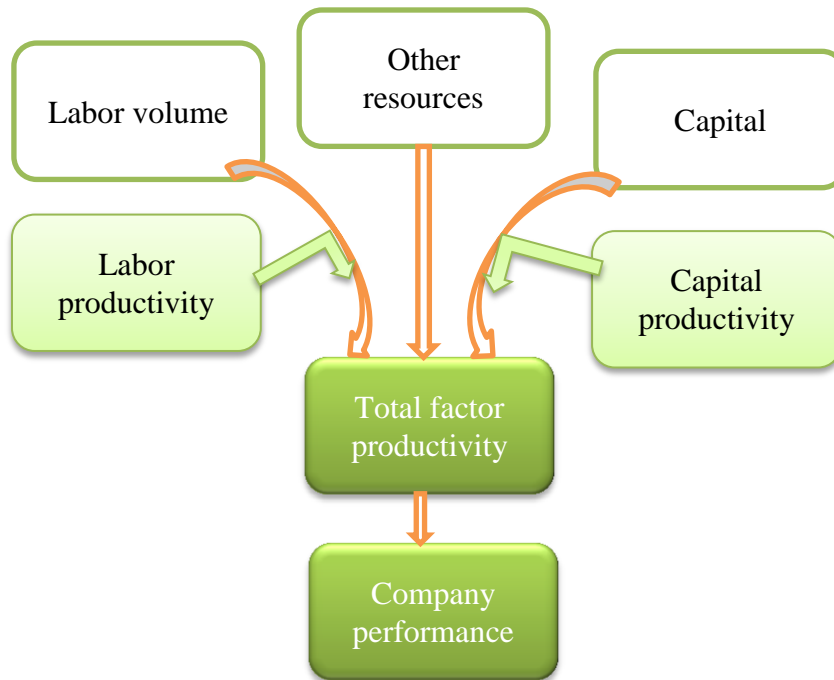 Labor volume
Other
resources
Capital
Labor
productivity
Capital
productivity
Total factor
productivity
Company
performance